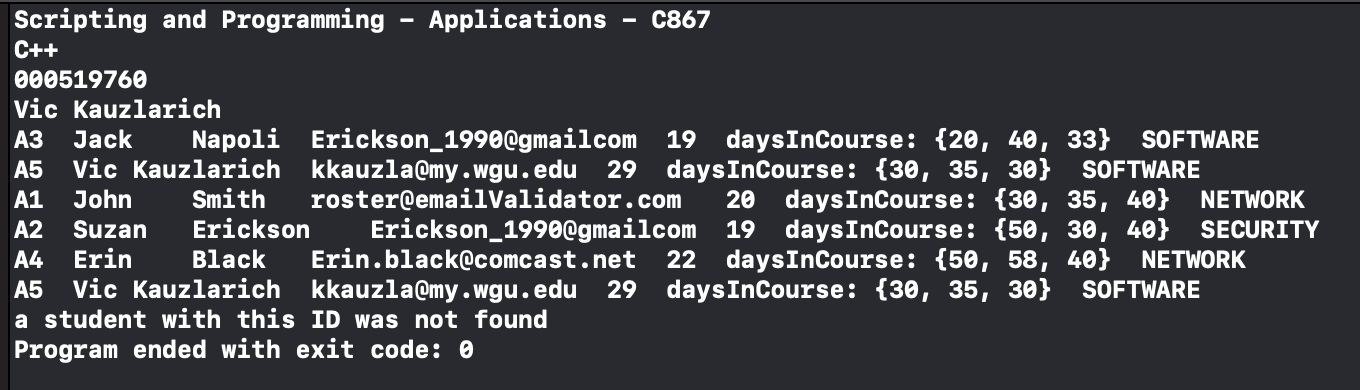 Scripting and Programming - Applications - C867
C++
000519760
Vic Kauzlarich
A3  Jack    Napoli  Erickson_1990@gmailcom  19  daysInCourse: {20, 40, 33}  SOFTWARE
A5  Vic Kauzlarich  kkauzla@my.wgu.edu  29  daysInCourse: {30, 35, 30}  SOFTWARE
A1  John    Smith   roster@emailValidator.com   20  daysInCourse: {30, 35, 40}  NETWORK
A2  Suzan   Erickson    Erickson_1990@gmailcom  19  daysInCourse: {50, 30, 40}  SECURITY
A4  Erin    Black   Erin.black@comcast.net  22  daysInCourse: {50, 58, 40}  NETWORK
A5  Vic Kauzlarich  kkauzla@my.wgu.edu  29  daysInCourse: {30, 35, 30}  SOFTWARE
a student with this ID was not found
Program ended with exit code: 0